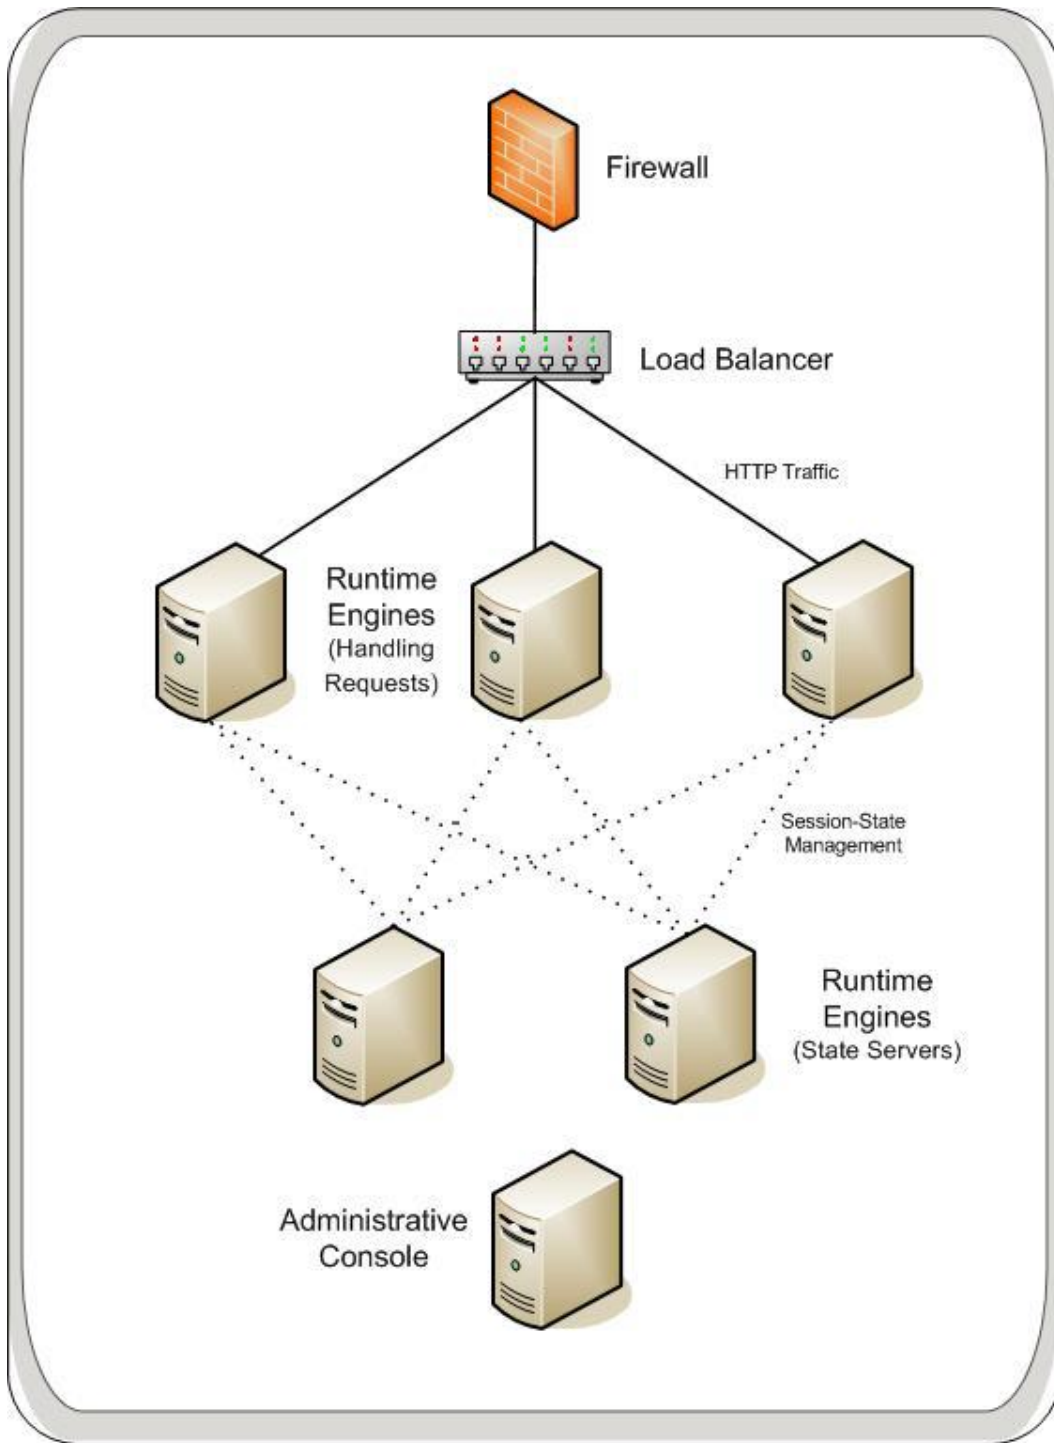 Firewall
Load Balancer
HTTP Traffic
Runtime
Engines
(Handling
Requests)
Session-State
Management
Runtime
Engines
(State Servers)
Administrative
Console